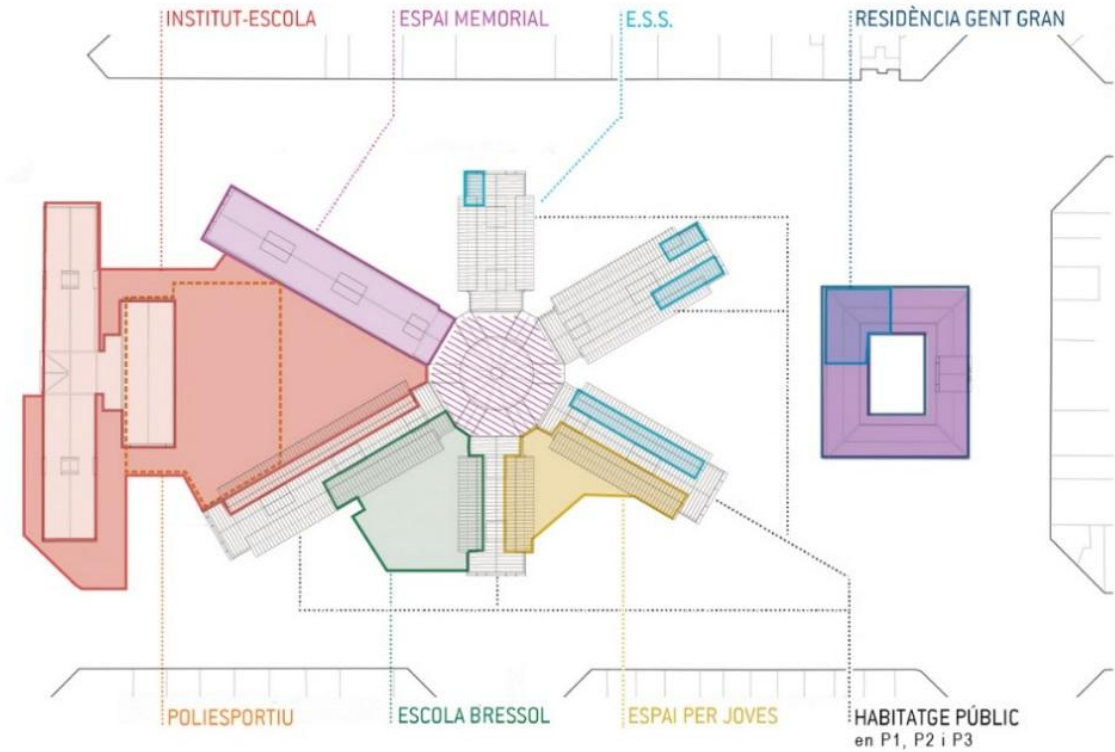 INSTITUT-ESCOLA
ESPAI MEMORIAL
E.S.S.
RESIDÈNCIA GENT GRAN
POLIESPORTIU
ESCOLA BRESSOL
ESPAI PER JOVES
HABITATGE PÚBLIC
en P1, P2 i P3